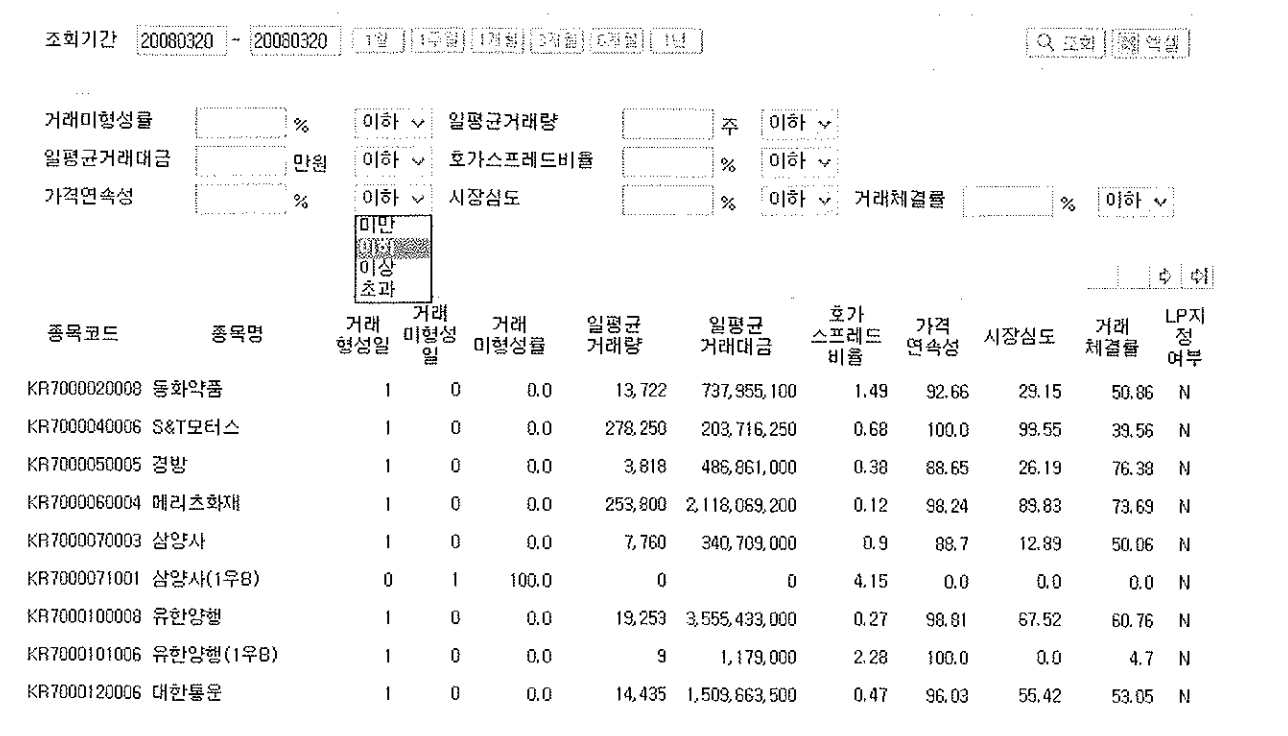 조회기간 20080320 ~ 20080320 1일 1주일 1개월 3개월 6개월 1년 조회 엑셀
거래미형성률 % 이하 일평균거래량 주 이하
일평균거래대금 만원 이하 호가스프레드비율 % 이하
가격연속성 % 이하 시장심도 % 이하 거래체결률 % 이하
미만
이하
이상
초과
종목코드 종목명 거래형성일 거래미형성일 거래미형성률 일평균거래량 일평균거래대금 호가스프레드비율 가격연속성 시장심도 거래체결률 LP지정여부
KR7000020008 동화약품 1 0 0.0 13,722 737,955,100 1.49 92.66 29.15 50.86 N
KR7000040006 S&T모터스 1 0 0.0 278,250 203,716,250 0.68 100.0 99.55 39.56 N
KR7000050005 경방 1 0 0.0 3,818 486,861,000 0.38 88.65 26.19 76.38 N
KR7000060004 메리츠화재 1 0 0.0 253,800 2,118,069,200 0.12 98.24 89.83 73.69 N
KR7000070003 삼양사 1 0 0.0 7,760 340,709,000 0.9 88.7 12.89 50.06 N
KR7000071001 삼양사(1우B) 0 1 100.0 0 0 4.15 0.0 0.0 0.0 N
KR7000100008 유한양행 1 0 0.0 19,253 3,555,433,000 0.27 98.81 67.52 60.76 N
KR7000101006 유한양행(1우B) 1 0 0.0 9 1,179,000 2.28 100.0 0.0 4.7 N
KR7000120006 대한통운 1 0 0.0 14,435 1,509,663,500 0.47 96.03 55.42 53.05 N